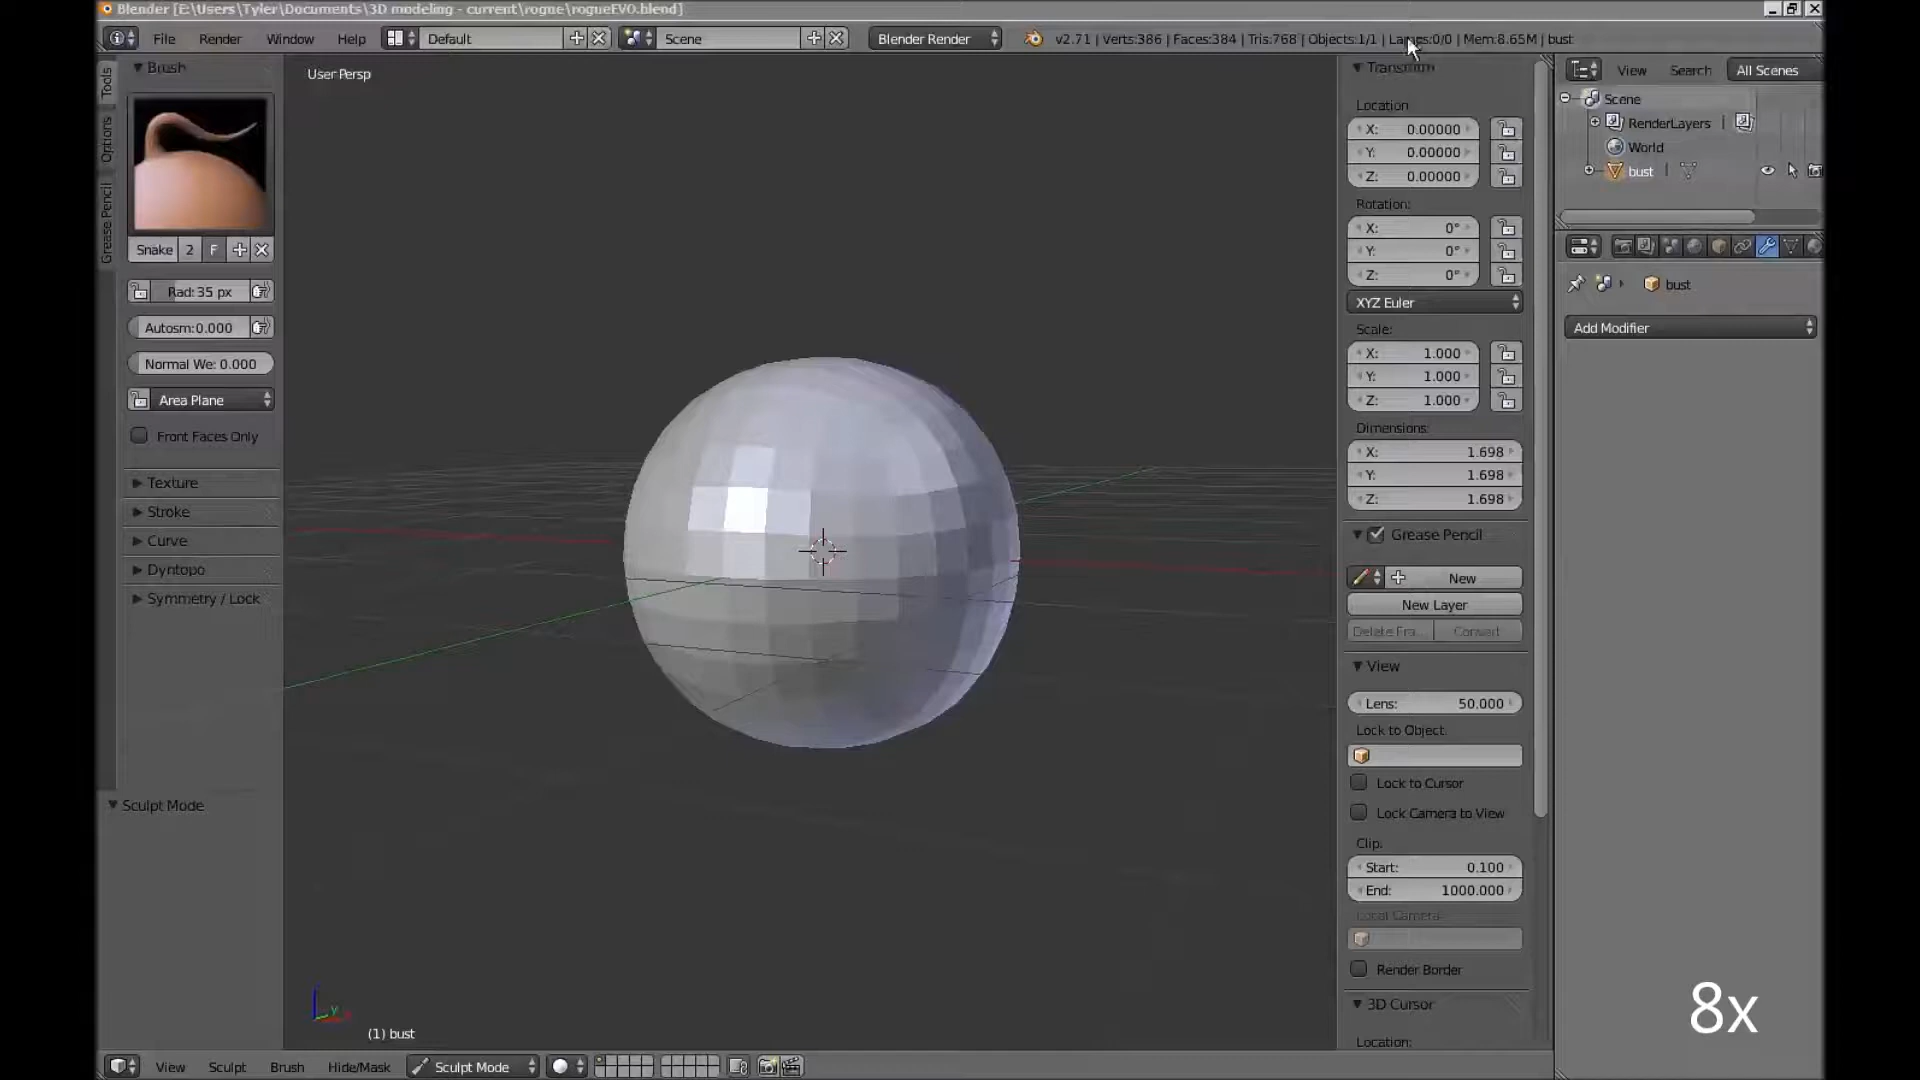 Blender [E:\Users\Tyler\Documents\3D modeling - current\rogue\rogueEVO.blend]
File Render Window Help Default Scene Blender Render v2.71 | Verts:386 | Faces:384 | Tris:768 | Objects:1/1 | Lamps:0/0 | Mem:8.65M | bust
Tools
Options
Grease Pencil
Brush
Snake 2 F
Rad: 35 px
Autosm: 0.000
Normal We: 0.000
Area Plane
Front Faces Only
Texture
Stroke
Curve
Dyntopo
Symmetry / Lock
Sculpt Mode
User Persp
(1) bust
Transform
Location
X: 0.00000
Y: 0.00000
Z: 0.00000
Rotation:
X: 0°
Y: 0°
Z: 0°
XYZ Euler
Scale:
X: 1.000
Y: 1.000
Z: 1.000
Dimensions:
X: 1.698
Y: 1.698
Z: 1.698
Grease Pencil
New
New Layer
Delete Fra... Convert
View
Lens: 50.000
Lock to Object:
Lock to Cursor
Lock Camera to View
Clip:
Start: 0.100
End: 1000.000
Local Camera:
Render Border
3D Cursor
Location:
View Search All Scenes
Scene
RenderLayers
World
bust
bust
Add Modifier
8x
View Sculpt Brush Hide/Mask Sculpt Mode